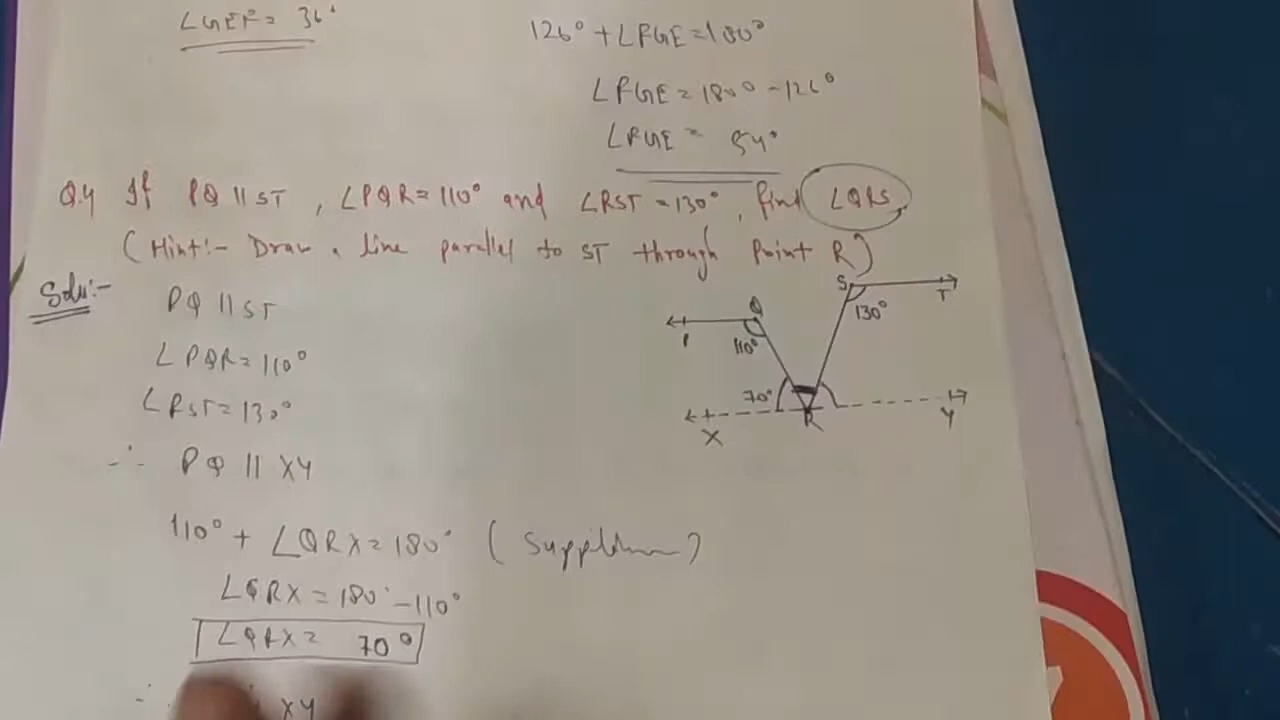 ∠GEF = 36°
126° + ∠FGE = 180°
∠FGE = 180° - 126°
∠FGE = 54°
Q.4 If PQ || ST , ∠PQR = 110° and ∠RST = 130°, find ∠QRS.
(Hint:- Draw a line parallel to ST through Point R)
Solu:-
PQ || ST
∠PQR = 110°
∠RST = 130°
∴ PQ || XY
110° + ∠QRX = 180° (
∠QRX = 180° - 110°
∠QRX = 70°
∴ XY
S
T
130°
Q
P
110°
70°
X
R
Y